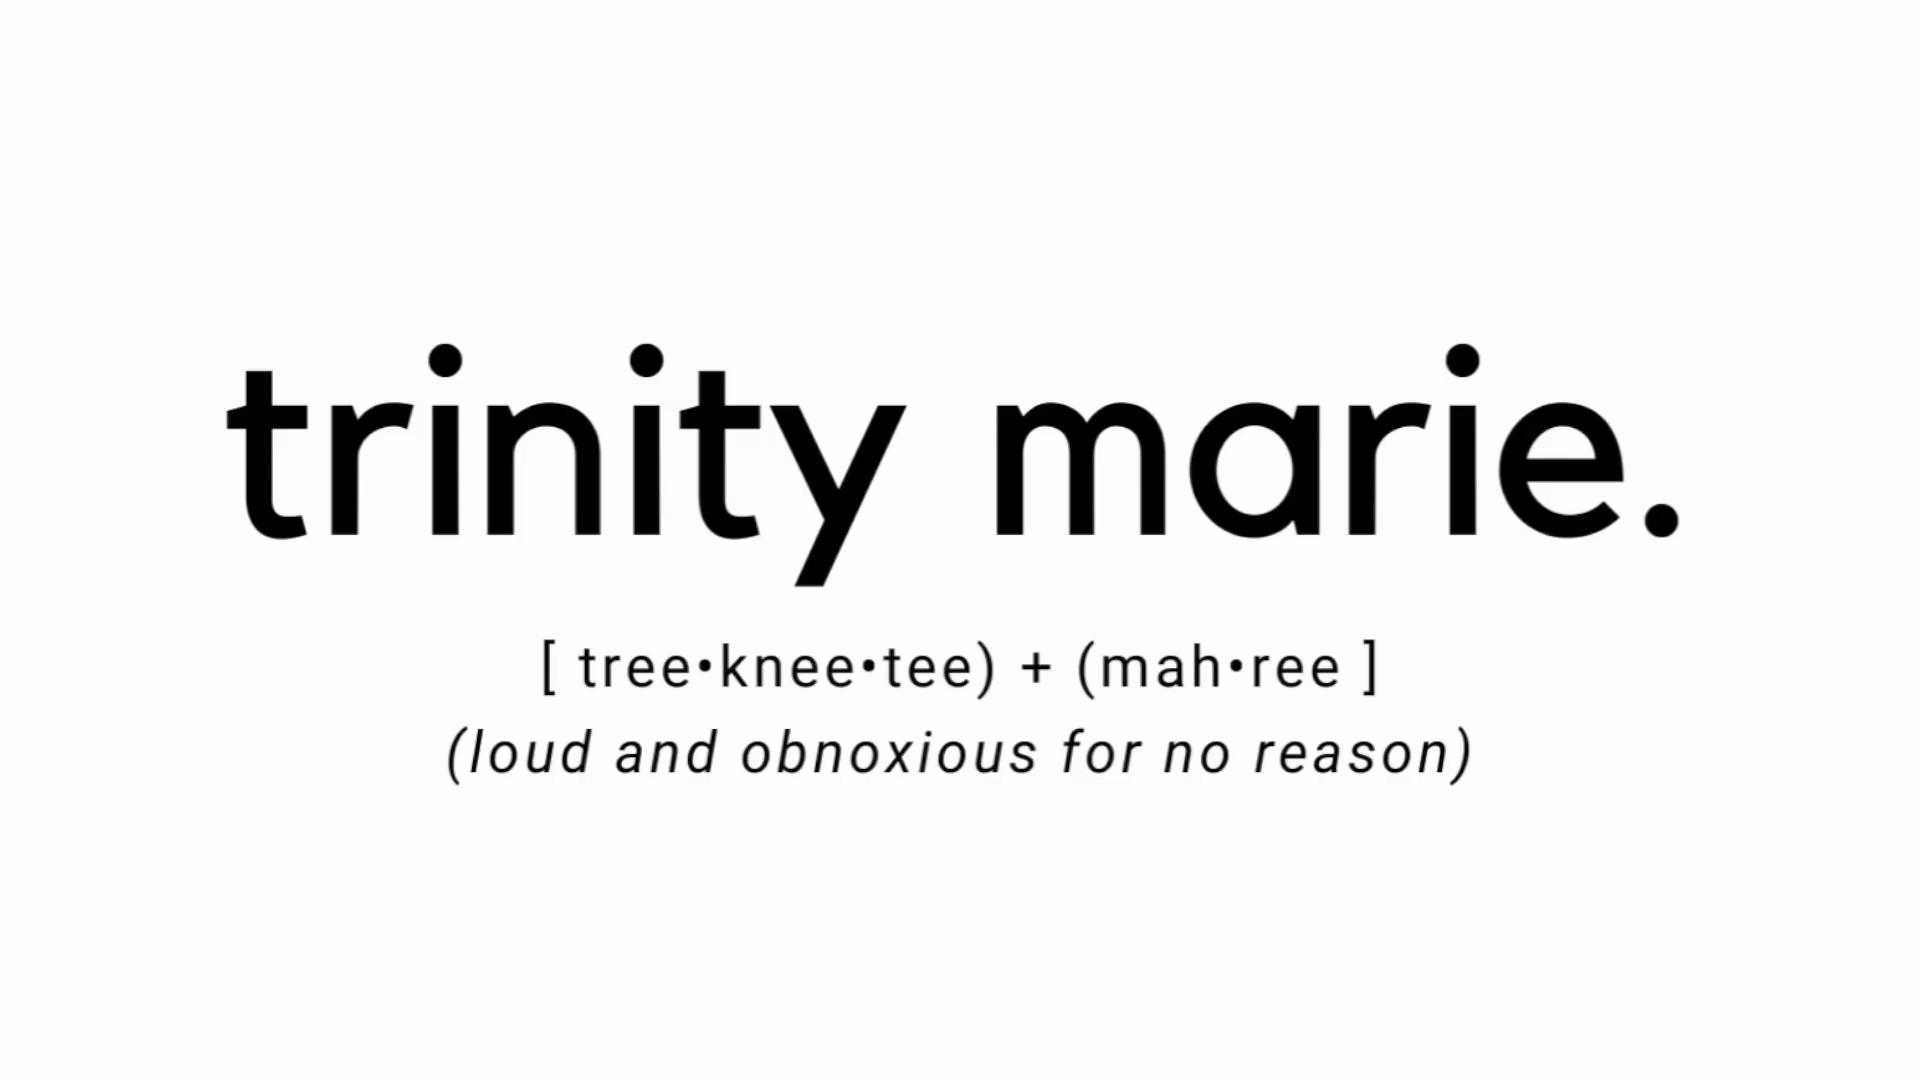 trinity marie.
[ tree•knee•tee) + (mah•ree ]
(loud and obnoxious for no reason)